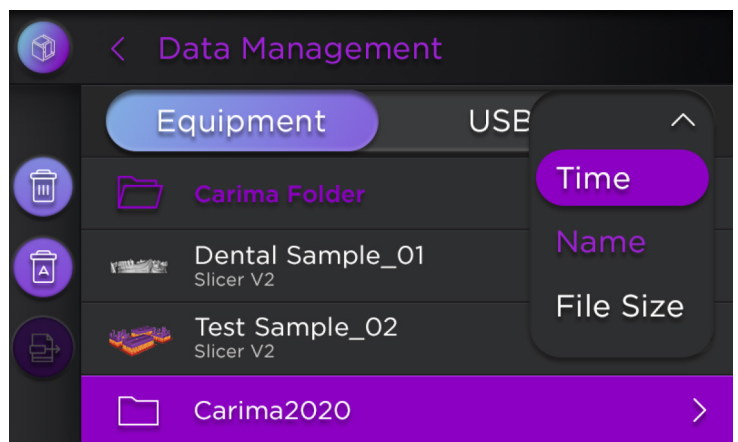 Data Management
Equipment
USB
Time
Carima Folder
Name
Dental Sample_01
Slicer V2
File Size
Test Sample_02
Slicer V2
Carima2020